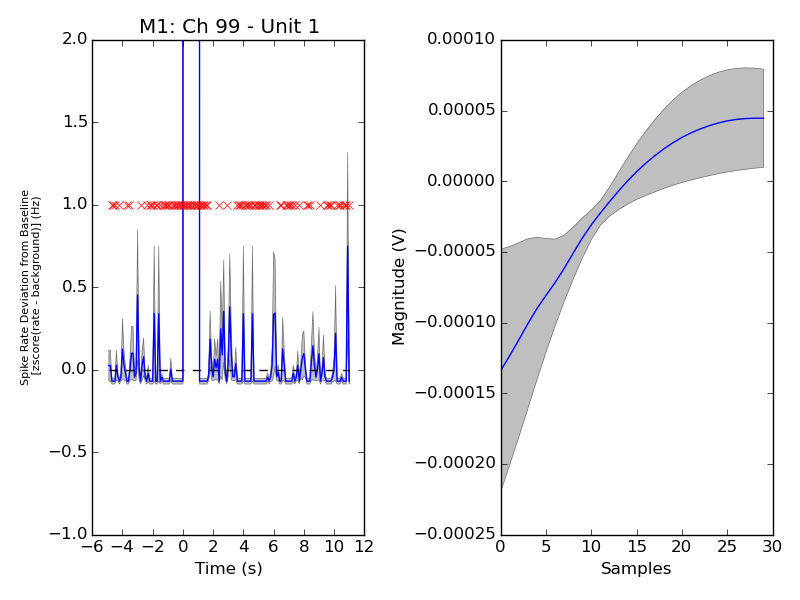 M1: Ch 99 - Unit 1
2.0
1.5
1.0
0.5
0.0
−0.5
−1.0
−6 −4 −2 0 2 4 6 8 10 12
Time (s)
Spike Rate Deviation from Baseline
[zscore(rate - background)] (Hz)
0.00010
0.00005
0.00000
−0.00005
−0.00010
−0.00015
−0.00020
−0.00025
0 5 10 15 20 25 30
Samples
Magnitude (V)